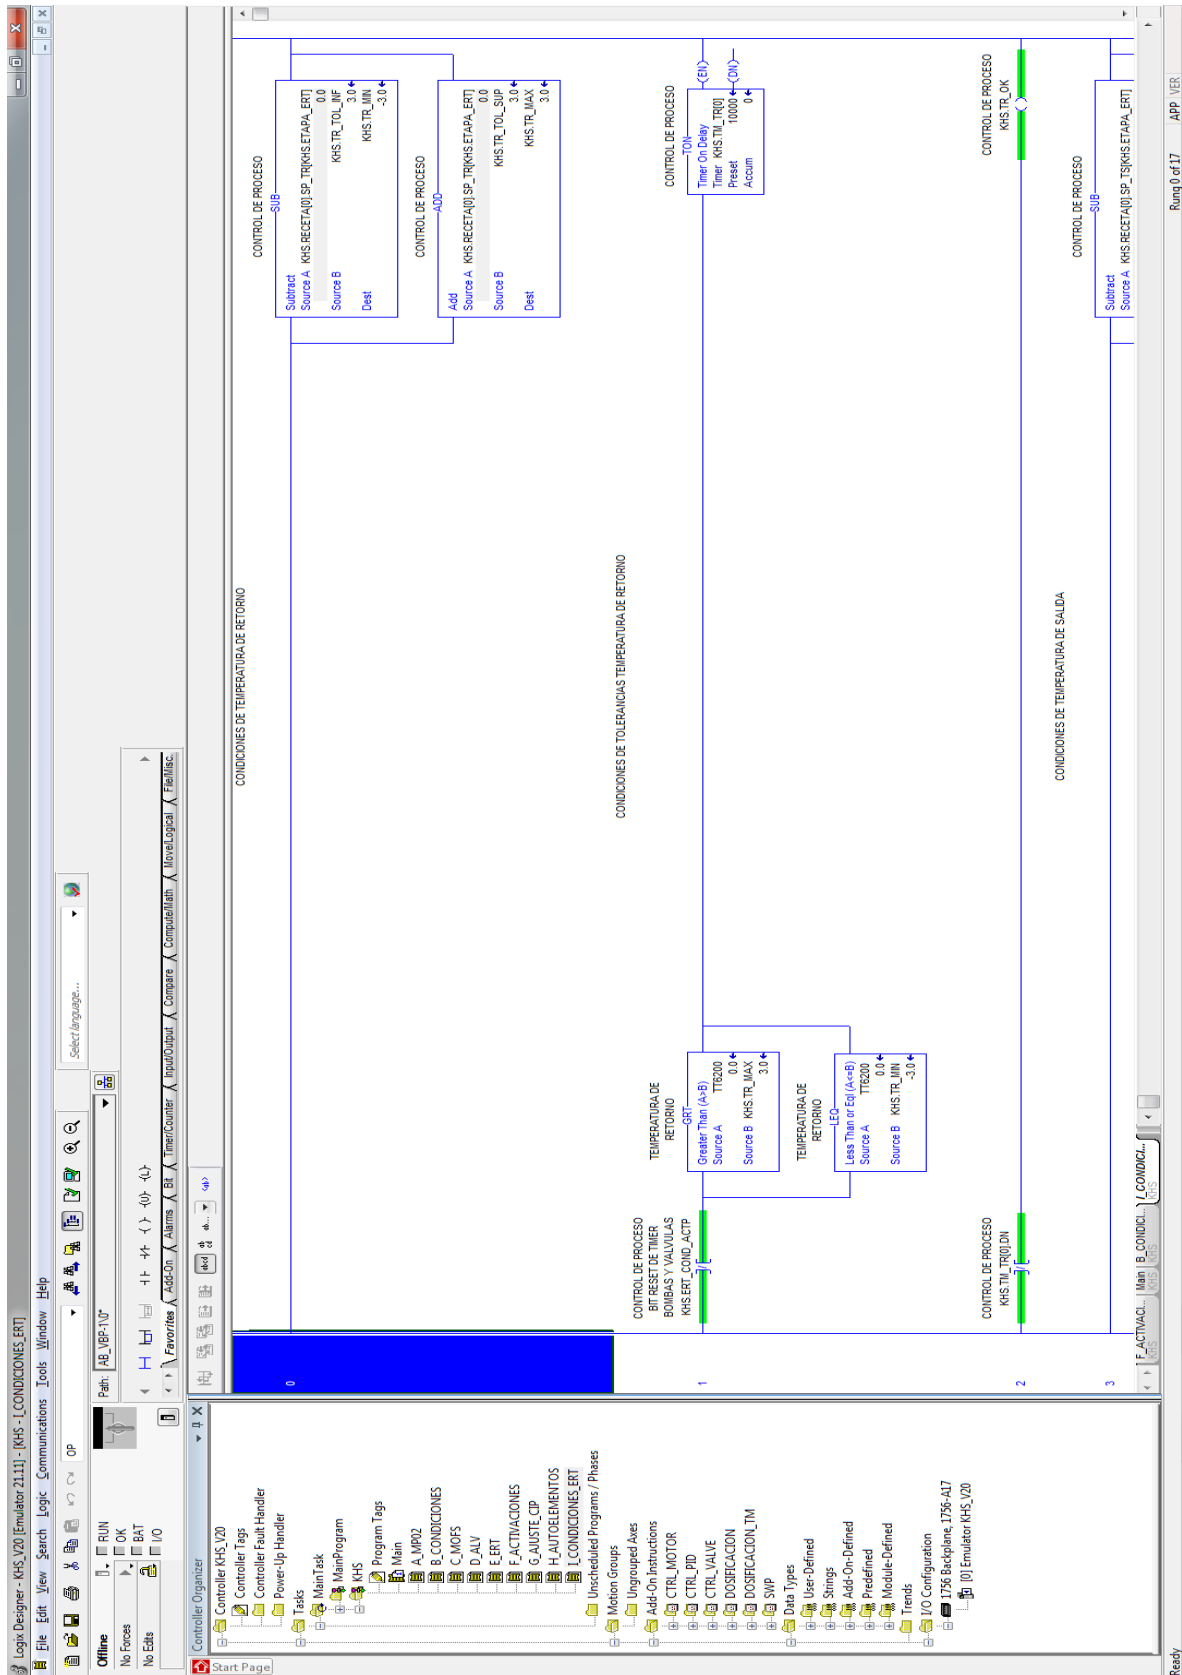 Logix Designer - KHS_V20 [Emulator 21.11] - [KHS - I_CONDICIONES_ERT]
File Edit View Search Logic Communications Tools Window Help
OP
Select language...
Offline
RUN
No Forces
OK
No Edits
BAT
I/O
Path: AB_VBP-1\0*
Favorites Add-On Alarms Bit Timer/Counter Input/Output Compare Compute/Math Move/Logical File/Misc.
Start Page
Controller Organizer
Controller KHS_V20
Controller Tags
Controller Fault Handler
Power-Up Handler
Tasks
MainTask
MainProgram
KHS
Program Tags
Main
A_MP02
B_CONDICIONES
C_MOFS
D_ALV
E_ERT
F_ACTIVACIONES
G_AJUSTE_CIP
H_AUTOELEMENTOS
I_CONDICIONES_ERT
Unscheduled Programs / Phases
Motion Groups
Ungrouped Axes
Add-On Instructions
CTRL_MOTOR
CTRL_PID
CTRL_VALVE
DOSIFICACION
DOSIFICACION_TM
SWP
Data Types
User-Defined
Strings
Add-On-Defined
Predefined
Module-Defined
Trends
I/O Configuration
1756 Backplane, 1756-A17
[0] Emulator KHS_V20
CONDICIONES DE TEMPERATURA DE RETORNO
0
CONTROL DE PROCESO
SUB
Subtract
Source A KHS.RECETA[0].SP_TR[KHS.ETAPA_ERT]
0.0
Source B KHS.TR_TOL_INF
3.0
Dest KHS.TR_MIN
-3.0
CONTROL DE PROCESO
ADD
Add
Source A KHS.RECETA[0].SP_TR[KHS.ETAPA_ERT]
0.0
Source B KHS.TR_TOL_SUP
3.0
Dest KHS.TR_MAX
3.0
CONDICIONES DE TOLERANCIAS TEMPERATURA DE RETORNO
1
CONTROL DE PROCESO
BIT RESET DE TIMER
BOMBAS Y VALVULAS
KHS.ERT_COND_ACTP
TEMPERATURA DE
RETORNO
GRT
Greater Than (A>B)
Source A TT6200
0.0
Source B KHS.TR_MAX
3.0
TEMPERATURA DE
RETORNO
LEQ
Less Than or Eql (A<=B)
Source A TT6200
0.0
Source B KHS.TR_MIN
-3.0
CONTROL DE PROCESO
TON
Timer On Delay
Timer KHS.TM_TR[0]
Preset 10000
Accum 0
EN
DN
2
CONTROL DE PROCESO
KHS.TM_TR[0].DN
CONTROL DE PROCESO
KHS.TR_OK
CONDICIONES DE TEMPERATURA DE SALIDA
3
CONTROL DE PROCESO
SUB
Subtract
Source A KHS.RECETA[0].SP_TS[KHS.ETAPA_ERT]
F_ACTIVACI... Main B_CONDICI... I_CONDICI...
KHS KHS KHS KHS
Ready
Rung 0 of 17
APP VER